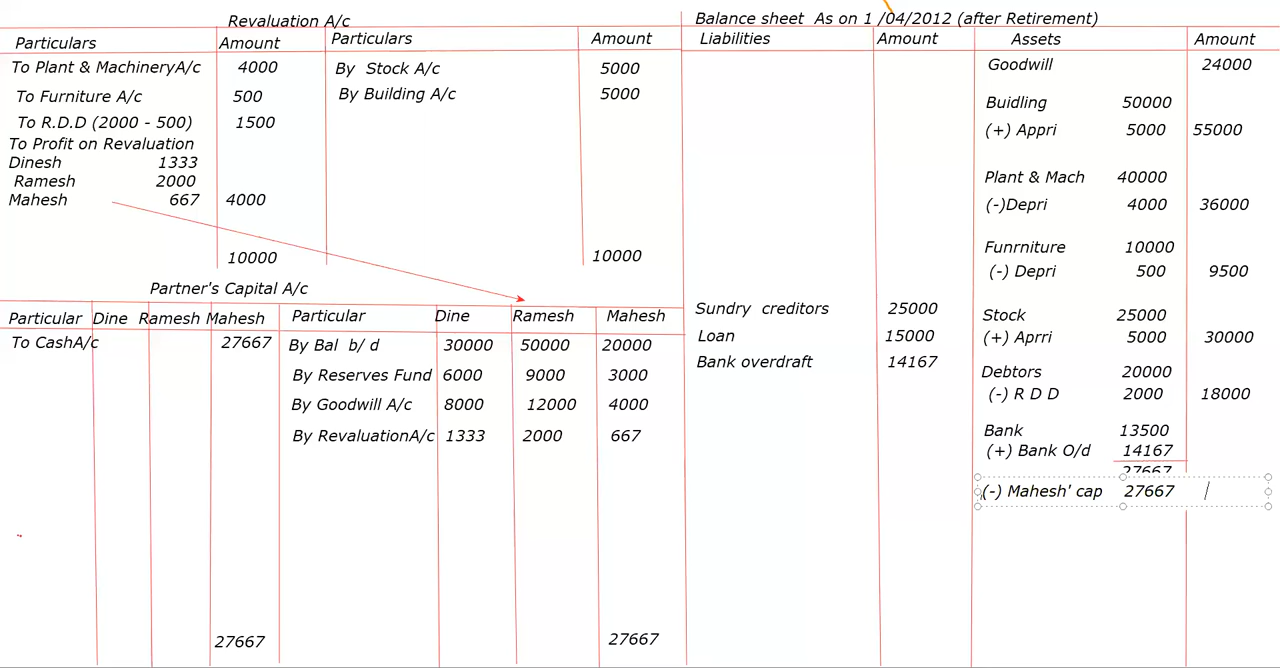 Revaluation A/c
Particulars Amount Particulars Amount
To Plant & MachineryA/c 4000 By Stock A/c 5000
To Furniture A/c 500 By Building A/c 5000
To R.D.D (2000 - 500) 1500
To Profit on Revaluation
Dinesh 1333
Ramesh 2000
Mahesh 667 4000
10000 10000
Partner's Capital A/c
Particular Dine Ramesh Mahesh Particular Dine Ramesh Mahesh
To CashA/c 27667 By Bal b/ d 30000 50000 20000
By Reserves Fund 6000 9000 3000
By Goodwill A/c 8000 12000 4000
By RevaluationA/c 1333 2000 667
27667 27667
Balance sheet As on 1 /04/2012 (after Retirement)
Liabilities Amount Assets Amount
Goodwill 24000
Buidling 50000
(+) Appri 5000 55000
Plant & Mach 40000
(-)Depri 4000 36000
Funrniture 10000
(-) Depri 500 9500
Sundry creditors 25000 Stock 25000
Loan 15000 (+) Aprri 5000 30000
Bank overdraft 14167 Debtors 20000
(-) R D D 2000 18000
Bank 13500
(+) Bank O/d 14167
27667
(-) Mahesh' cap 27667